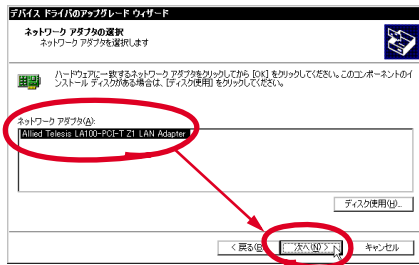 デバイス ドライバのアップグレード ウィザード
ネットワーク アダプタの選択
ネットワーク アダプタを選択します
ハードウェアに一致するネットワーク アダプタをクリックしてから [OK] をクリックしてください。このコンポーネントのイ
ンストール ディスクがある場合は、[ディスク使用] をクリックしてください。
ネットワーク アダプタ(A):
Allied Telesis LA100-PCI-T Z1 LAN Adapter
ディスク使用(H)...
< 戻る(B)
次へ(N) >
キャンセル